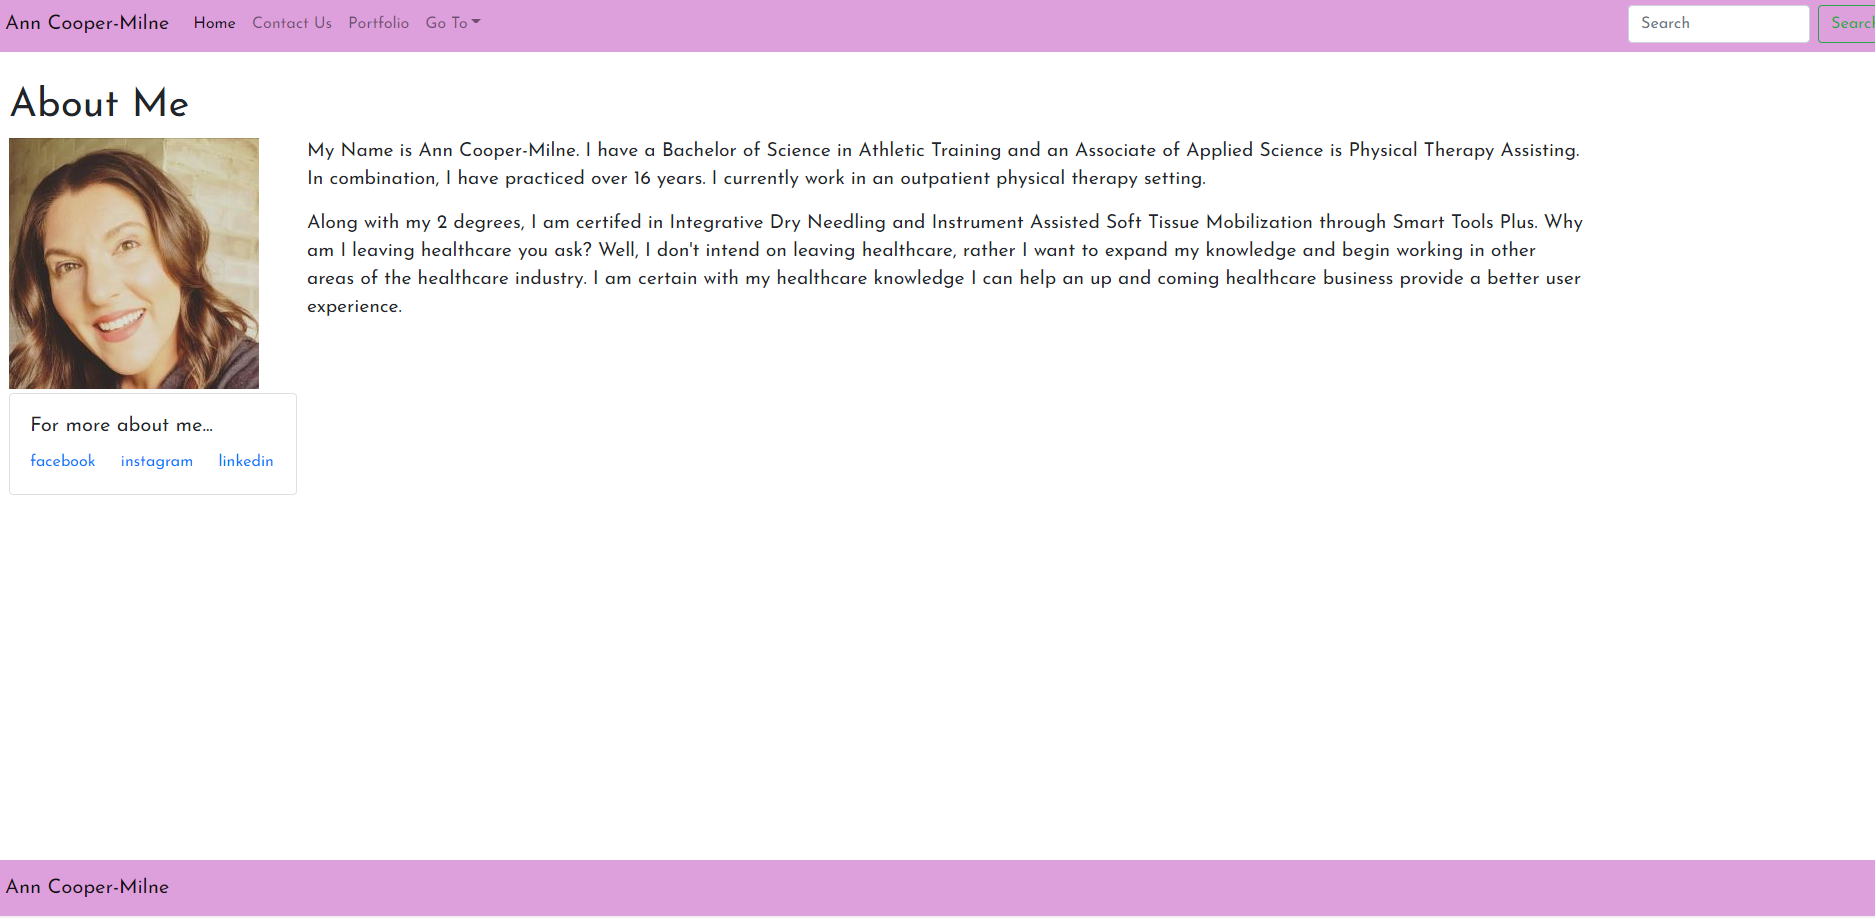 Ann Cooper-Milne Home Contact Us Portfolio Go To Search Search
About Me
My Name is Ann Cooper-Milne. I have a Bachelor of Science in Athletic Training and an Associate of Applied Science is Physical Therapy Assisting.
In combination, I have practiced over 16 years. I currently work in an outpatient physical therapy setting.
Along with my 2 degrees, I am certifed in Integrative Dry Needling and Instrument Assisted Soft Tissue Mobilization through Smart Tools Plus. Why
am I leaving healthcare you ask? Well, I don't intend on leaving healthcare, rather I want to expand my knowledge and begin working in other
areas of the healthcare industry. I am certain with my healthcare knowledge I can help an up and coming healthcare business provide a better user
experience.
For more about me...
facebook instagram linkedin
Ann Cooper-Milne